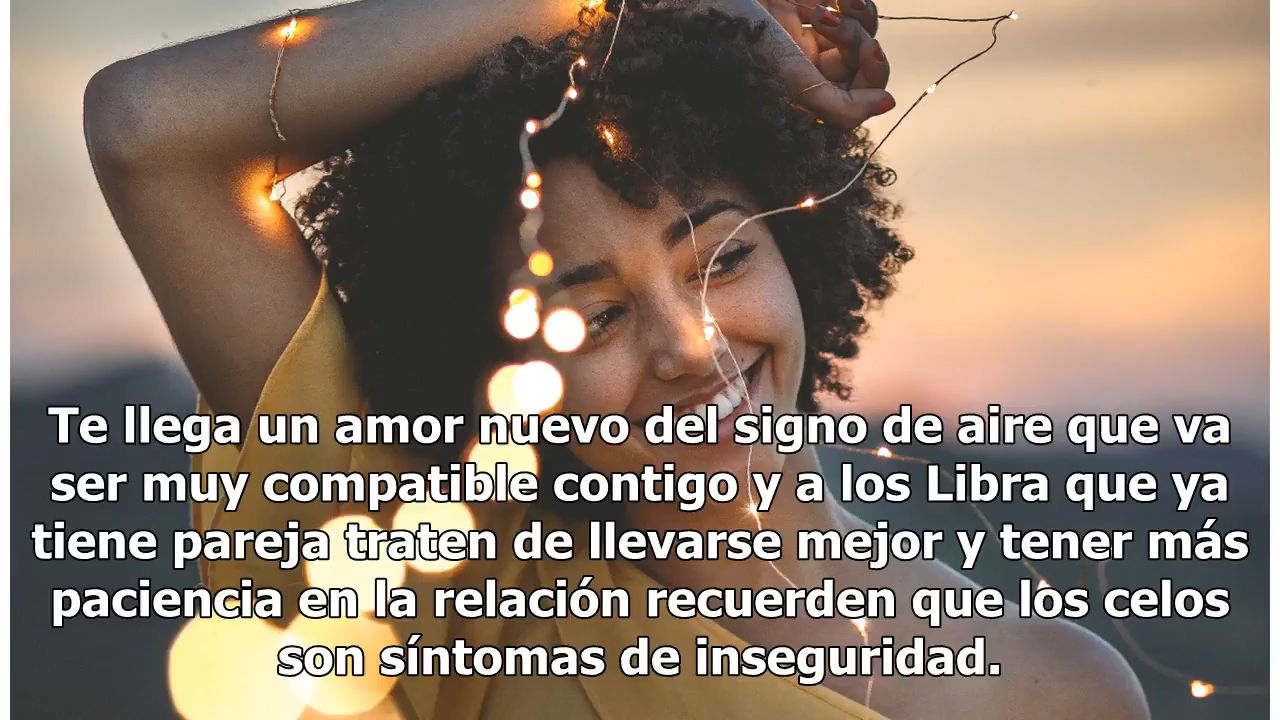 Te llega un amor nuevo del signo de aire que va
ser muy compatible contigo y a los Libra que ya
tiene pareja traten de llevarse mejor y tener más
paciencia en la relación recuerden que los celos
son síntomas de inseguridad.